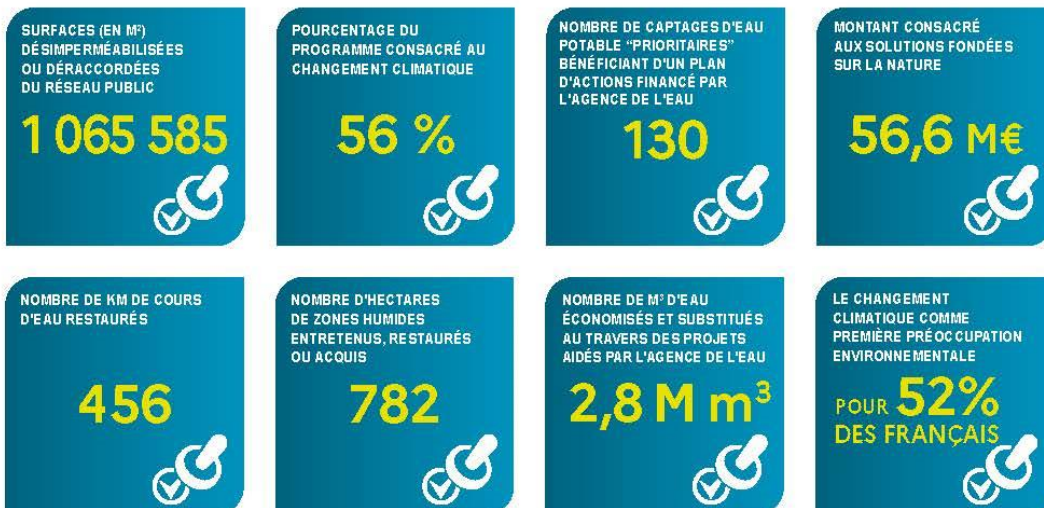 SURFACES (EN M²)
DÉSIMPERMÉABILISÉES
OU DÉRACCORDÉES
DU RÉSEAU PUBLIC
1 065 585
POURCENTAGE DU
PROGRAMME CONSACRÉ AU
CHANGEMENT CLIMATIQUE
56 %
NOMBRE DE CAPTAGES D'EAU
POTABLE “PRIORITAIRES”
BÉNÉFICIANT D'UN PLAN
D'ACTIONS FINANCÉ PAR
L'AGENCE DE L'EAU
130
MONTANT CONSACRÉ
AUX SOLUTIONS FONDÉES
SUR LA NATURE
56,6 M€
NOMBRE DE KM DE COURS
D'EAU RESTAURÉS
456
NOMBRE D'HECTARES
DE ZONES HUMIDES
ENTRETENUS, RESTAURÉS
OU ACQUIS
782
NOMBRE DE M³ D'EAU
ÉCONOMISÉS ET SUBSTITUÉS
AU TRAVERS DES PROJETS
AIDÉS PAR L'AGENCE DE L'EAU
2,8 M m³
LE CHANGEMENT
CLIMATIQUE COMME
PREMIÈRE PRÉOCCUPATION
ENVIRONNEMENTALE
POUR 52%
DES FRANÇAIS